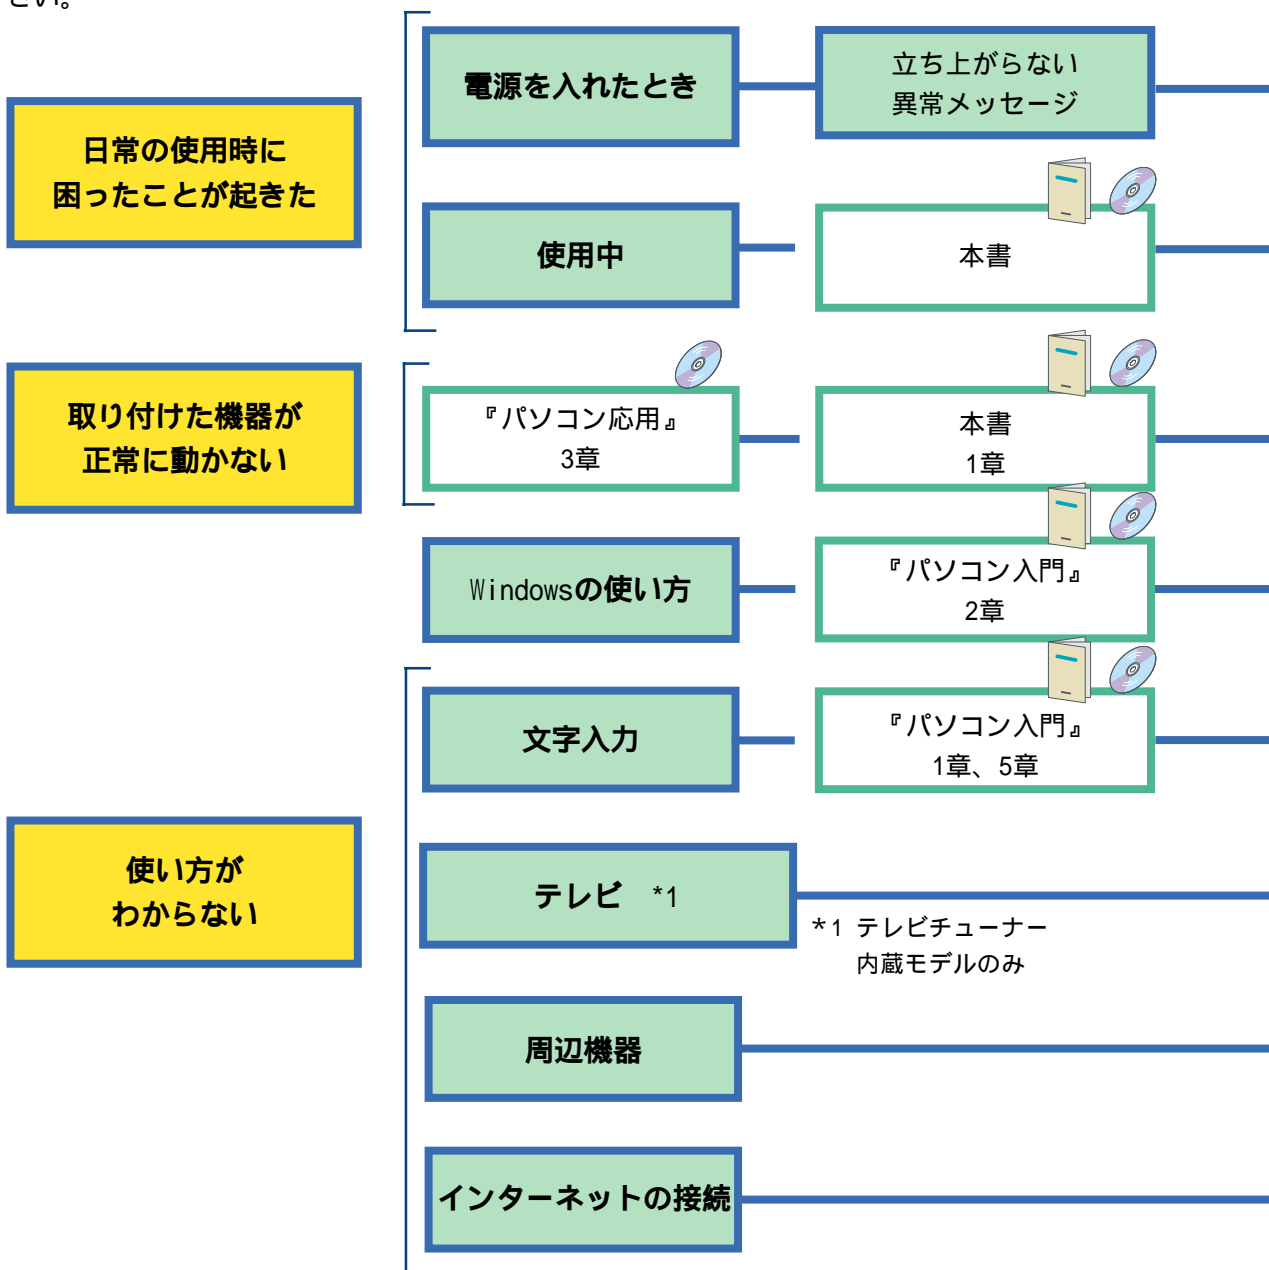 さい。
電源を入れたとき
立ち上がらない
異常メッセージ
日常の使用時に
困ったことが起きた
使用中
本書
取り付けた機器が
正常に動かない
『パソコン応用』
3章
本書
1章
Windowsの使い方
『パソコン入門』
2章
文字入力
『パソコン入門』
1章、5章
使い方が
わからない
テレビ *1
*1 テレビチューナー
内蔵モデルのみ
周辺機器
インターネットの接続